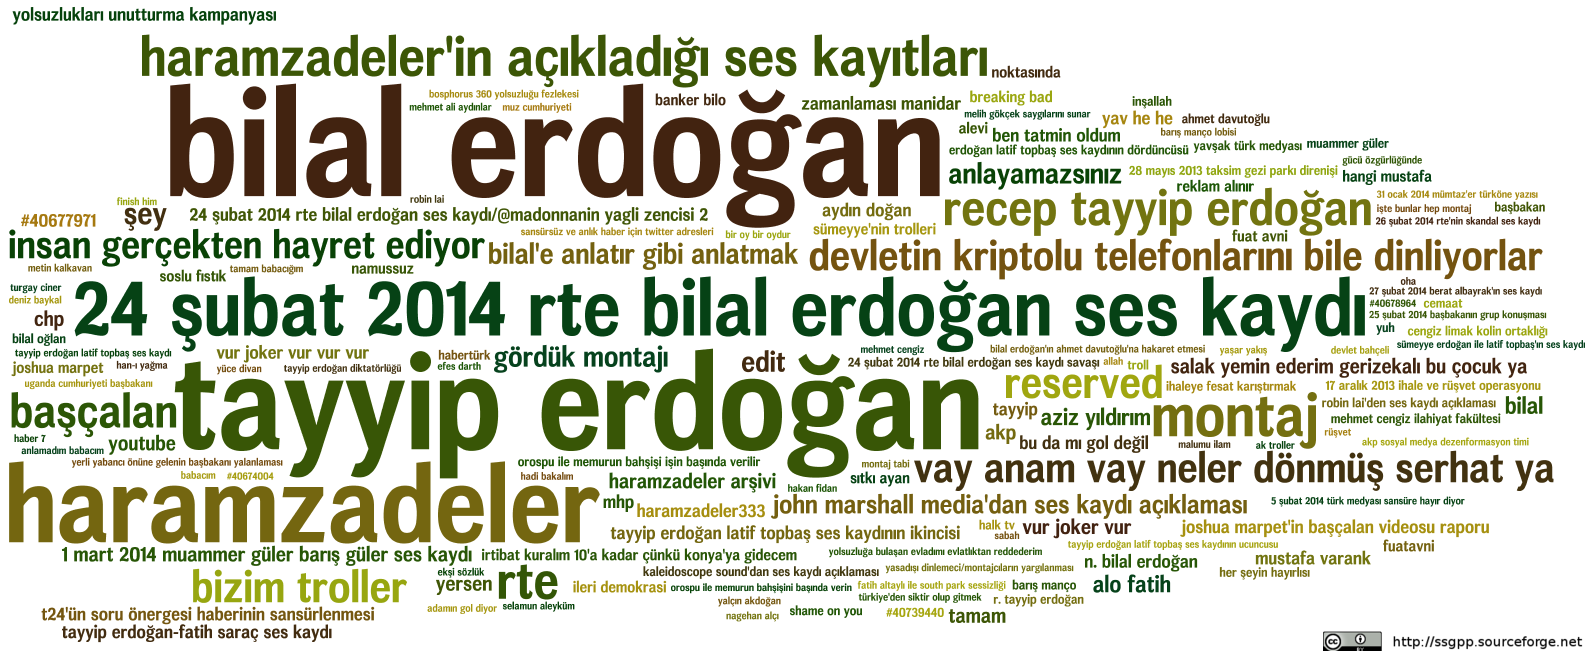 yolsuzlukları unutturma kampanyası
haramzadeler'in açıkladığı ses kayıtları
noktasında
bilal erdoğan
bosphorus 360 yolsuzluğu fezlekesi
mehmet ali aydınlar
muz cumhuriyeti
banker bilo
zamanlaması manidar
breaking bad
inşallah
melih gökçek saygılarını sunar
yav he he
ahmet davutoğlu
alevi
ben tatmin oldum
barış manço lobisi
erdoğan latif topbaş ses kaydının dördüncüsü
yavşak türk medyası
muammer güler
anlayamazsınız
28 mayıs 2013 taksim gezi parkı direnişi
gücü özgürlüğünde
hangi mustafa
reklam alınır
finish him
robin lai
#40677971
şey
24 şubat 2014 rte bilal erdoğan ses kaydı/@madonnanin yagli zencisi 2
aydın doğan
recep tayyip erdoğan
31 ocak 2014 mümtaz'er türköne yazısı
işte bunlar hep montaj
başbakan
26 şubat 2014 rte'nin skandal ses kaydı
sansürsüz ve anlık haber için twitter adresleri
bir oy bir oydur
sümeyye'nin trolleri
fuat avni
insan gerçekten hayret ediyor
bilal'e anlatır gibi anlatmak
devletin kriptolu telefonlarını bile dinliyorlar
metin kalkavan
soslu fıstık
tamam babacığım
namussuz
turgay ciner
deniz baykal
chp
bilal oğlan
24 şubat 2014 rte bilal erdoğan ses kaydı
oha
27 şubat 2014 berat albayrak'ın ses kaydı
#40678964
cemaat
25 şubat 2014 başbakanın grup konuşması
yuh
cengiz limak kolin ortaklığı
sümeyye erdoğan ile latif topbaş'ın ses kaydı
tayyip erdoğan latif topbaş ses kaydı
vur joker vur vur vur
habertürk
gördük montajı
edit
mehmet cengiz
bilal erdoğan'ın ahmet davutoğlu'na hakaret etmesi
yaşar yakış
devlet bahçeli
joshua marpet
han-ı yağma
yüce divan
tayyip erdoğan diktatörlüğü
efes darth
24 şubat 2014 rte bilal erdoğan ses kaydı savaşı
allah
troll
salak yemin ederim gerizekalı bu çocuk ya
uganda cumhuriyeti başbakanı
tayyip erdoğan
reserved
ihaleye fesat karıştırmak
17 aralık 2013 ihale ve rüşvet operasyonu
başçalan
tayyip
aziz yıldırım
montaj
robin lai'den ses kaydı açıklaması
bilal
mehmet cengiz ilahiyat fakültesi
haber 7
anlamadım babacım
youtube
akp
bu da mı gol değil
malumu ilam
ak troller
rüşvet
akp sosyal medya dezenformasyon timi
yerli yabancı önüne gelenin başbakanı yalanlaması
babacım
#40674004
orospu ile memurun bahşişi işin başında verilir
hadi bakalım
montaj tabi
vay anam vay neler dönmüş serhat ya
haramzadeler
haramzadeler arşivi
hakan fidan
sıtkı ayan
mhp
haramzadeler333
john marshall media'dan ses kaydı açıklaması
5 şubat 2014 türk medyası sansüre hayır diyor
tayyip erdoğan latif topbaş ses kaydının ikincisi
halk tv
sabah
vur joker vur
joshua marpet'in başçalan videosu raporu
1 mart 2014 muammer güler barış güler ses kaydı
irtibat kuralım 10'a kadar çünkü konya'ya gidecem
yolsuzluğa bulaşan evladımı evlatlıktan reddederim
tayyip erdoğan latif topbaş ses kaydının ucuncusu
fuatavni
bizim troller
ekşi sözlük
yersen
rte
kaleidoscope sound'dan ses kaydı açıklaması
yasadışı dinlemeci/montajcıların yargılanması
n. bilal erdoğan
mustafa varank
her şeyin hayırlısı
ileri demokrasi
orospu ile memurun bahşişini başında verin
fatih altaylı ile south park sessizliği
barış manço
alo fatih
adamın gol diyor
selamun aleyküm
yalçın akdoğan
türkiye'den siktir olup gitmek
r. tayyip erdoğan
t24'ün soru önergesi haberinin sansürlenmesi
nagehan alçı
shame on you
#40739440
tamam
tayyip erdoğan-fatih saraç ses kaydı
cc
BY
http://ssgpp.sourceforge.net